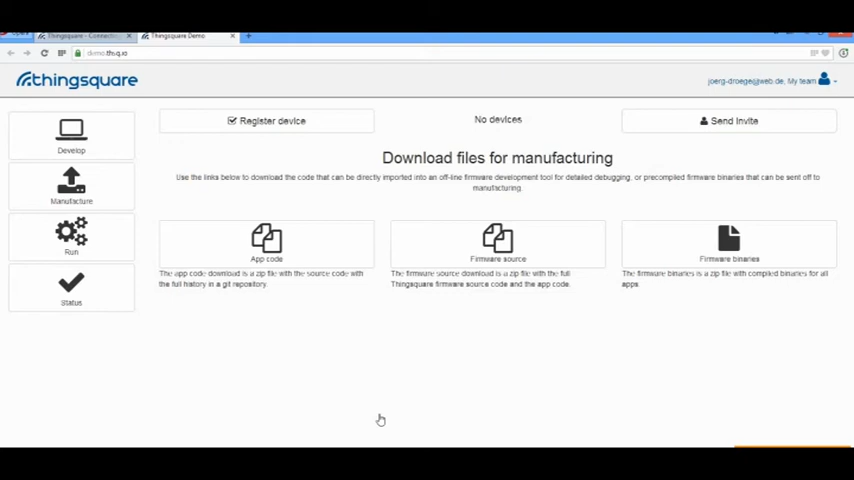 Thingsquare - Connectin
Thingsquare Demo
demo.thsq.io
thingsquare
joerg-droege@web.de, My team
Register device
No devices
Send Invite
Develop
Download files for manufacturing
Use the links below to download the code that can be directly imported into an off-line firmware development tool for detailed debugging, or precompiled firmware binaries that can be sent off to
manufacturing.
Manufacture
App code
Firmware source
Firmware binaries
Run
The app code download is a zip file with the source code with
the full history in a git repository.
The firmware source download is a zip file with the full
Thingsquare firmware source code and the app code.
The firmware binaries is a zip file with compiled binaries for all
apps.
Status